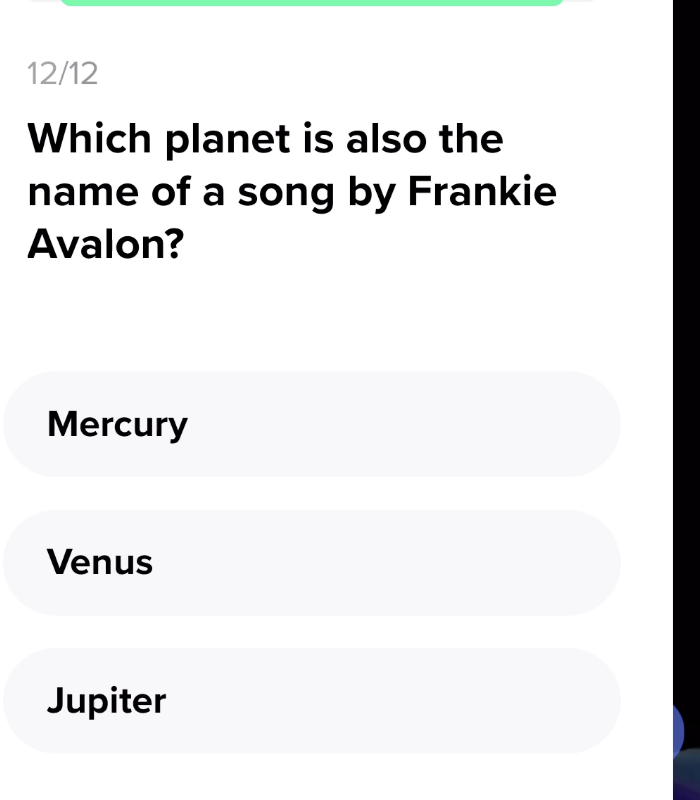 12/12
Which planet is also the
name of a song by Frankie
Avalon?
Mercury
Venus
Jupiter